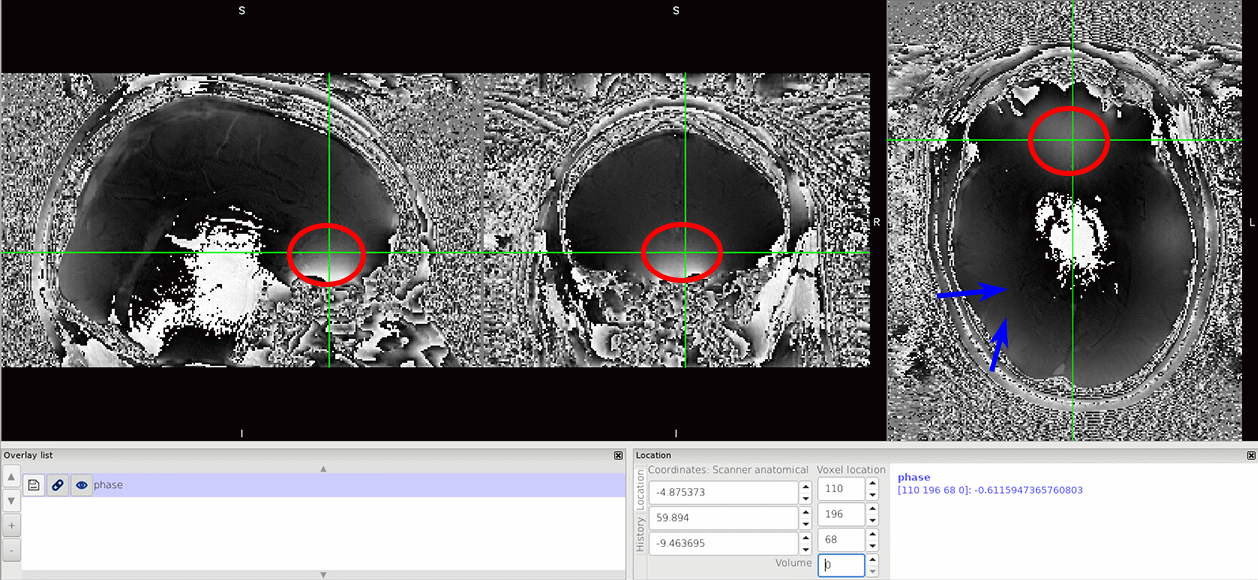 S
S
R
L
I
I
Overlay list
phase
+
-
Location
Coordinates: Scanner anatomical
Voxel location
Location
History
-4.875373
110
59.894
196
-9.463695
68
Volume
0
phase
[110 196 68 0]: -0.6115947365760803